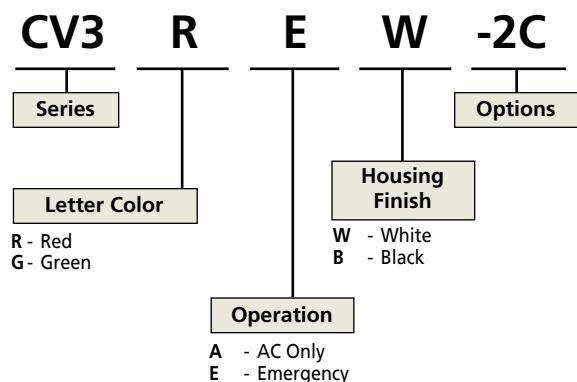 CV3 R E W -2C
Series
Options
Letter Color
Housing
Finish
R - Red
G - Green
W - White
B - Black
Operation
A - AC Only
E - Emergency